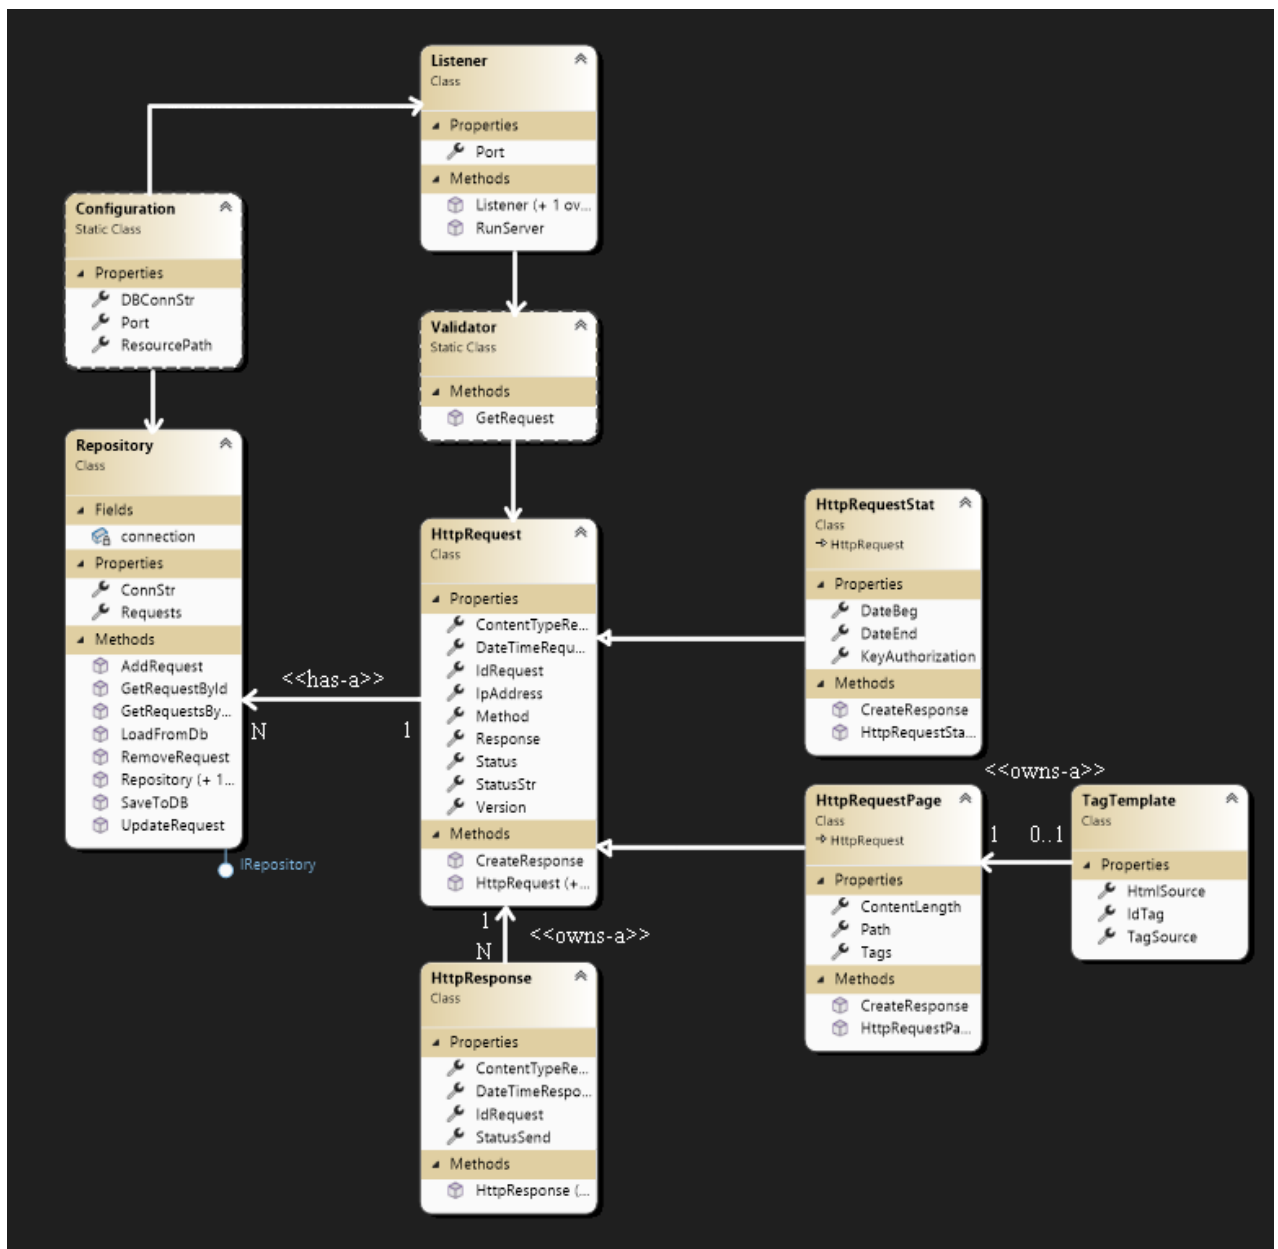 Listener
Class
Properties
Port
Methods
Listener (+ 1 ov...
RunServer
Configuration
Static Class
Properties
DBConnStr
Port
ResourcePath
Validator
Static Class
Methods
GetRequest
Repository
Class
Fields
connection
Properties
ConnStr
Requests
Methods
AddRequest
GetRequestById
GetRequestsBy...
LoadFromDb
RemoveRequest
Repository (+ 1...
SaveToDB
UpdateRequest
IRepository
<<has-a>>
N
1
HttpRequest
Class
Properties
ContentTypeRe...
DateTimeRequ...
IdRequest
IpAddress
Method
Response
Status
StatusStr
Version
Methods
CreateResponse
HttpRequest (+...
1
N
<<owns-a>>
HttpResponse
Class
Properties
ContentTypeRe...
DateTimeRespo...
IdRequest
StatusSend
Methods
HttpResponse (...
HttpRequestStat
Class
HttpRequest
Properties
DateBeg
DateEnd
KeyAuthorization
Methods
CreateResponse
HttpRequestSta...
<<owns-a>>
1
0..1
HttpRequestPage
Class
HttpRequest
Properties
ContentLength
Path
Tags
Methods
CreateResponse
HttpRequestPa...
TagTemplate
Class
Properties
HtmlSource
IdTag
TagSource